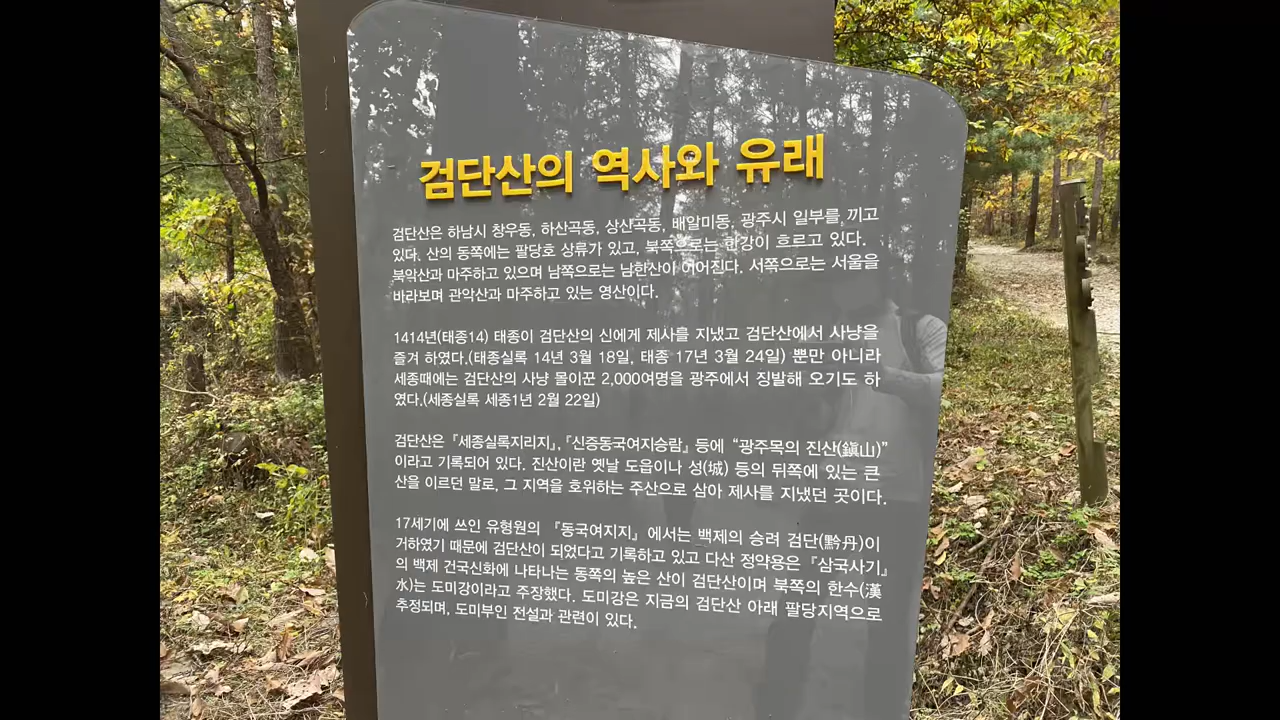 검단산의 역사와 유래
검단산은 하남시 창우동, 하산곡동, 상산곡동, 배알미동, 광주시 일부를 끼고
있다. 산의 동쪽에는 팔당호 상류가 있고, 북쪽으로는 한강이 흐르고 있다.
북악산과 마주하고 있으며 남쪽으로는 남한산이 이어진다. 서쪽으로는 서울을
바라보며 관악산과 마주하고 있는 영산이다.
1414년(태종14) 태종이 검단산의 신에게 제사를 지냈고 검단산에서 사냥을
즐겨 하였다.(태종실록 14년 3월 18일, 태종 17년 3월 24일) 뿐만 아니라
세종때에는 검단산의 사냥 몰이꾼 2,000여명을 광주에서 징발해 오기도 하
였다.(세종실록 세종1년 2월 22일)
검단산은 『세종실록지리지』, 『신증동국여지승람』 등에 “광주목의 진산(鎭山)”
이라고 기록되어 있다. 진산이란 옛날 도읍이나 성(城) 등의 뒤쪽에 있는 큰
산을 이르던 말로, 그 지역을 호위하는 주산으로 삼아 제사를 지냈던 곳이다.
17세기에 쓰인 유형원의 『동국여지지』에서는 백제의 승려 검단(黔丹)이
거하였기 때문에 검단산이 되었다고 기록하고 있고 다산 정약용은 『삼국사기』
의 백제 건국신화에 나타나는 동쪽의 높은 산이 검단산이며 북쪽의 한수(漢
水)는 도미강이라고 주장했다. 도미강은 지금의 검단산 아래 팔당지역으로
추정되며, 도미부인 전설과 관련이 있다.